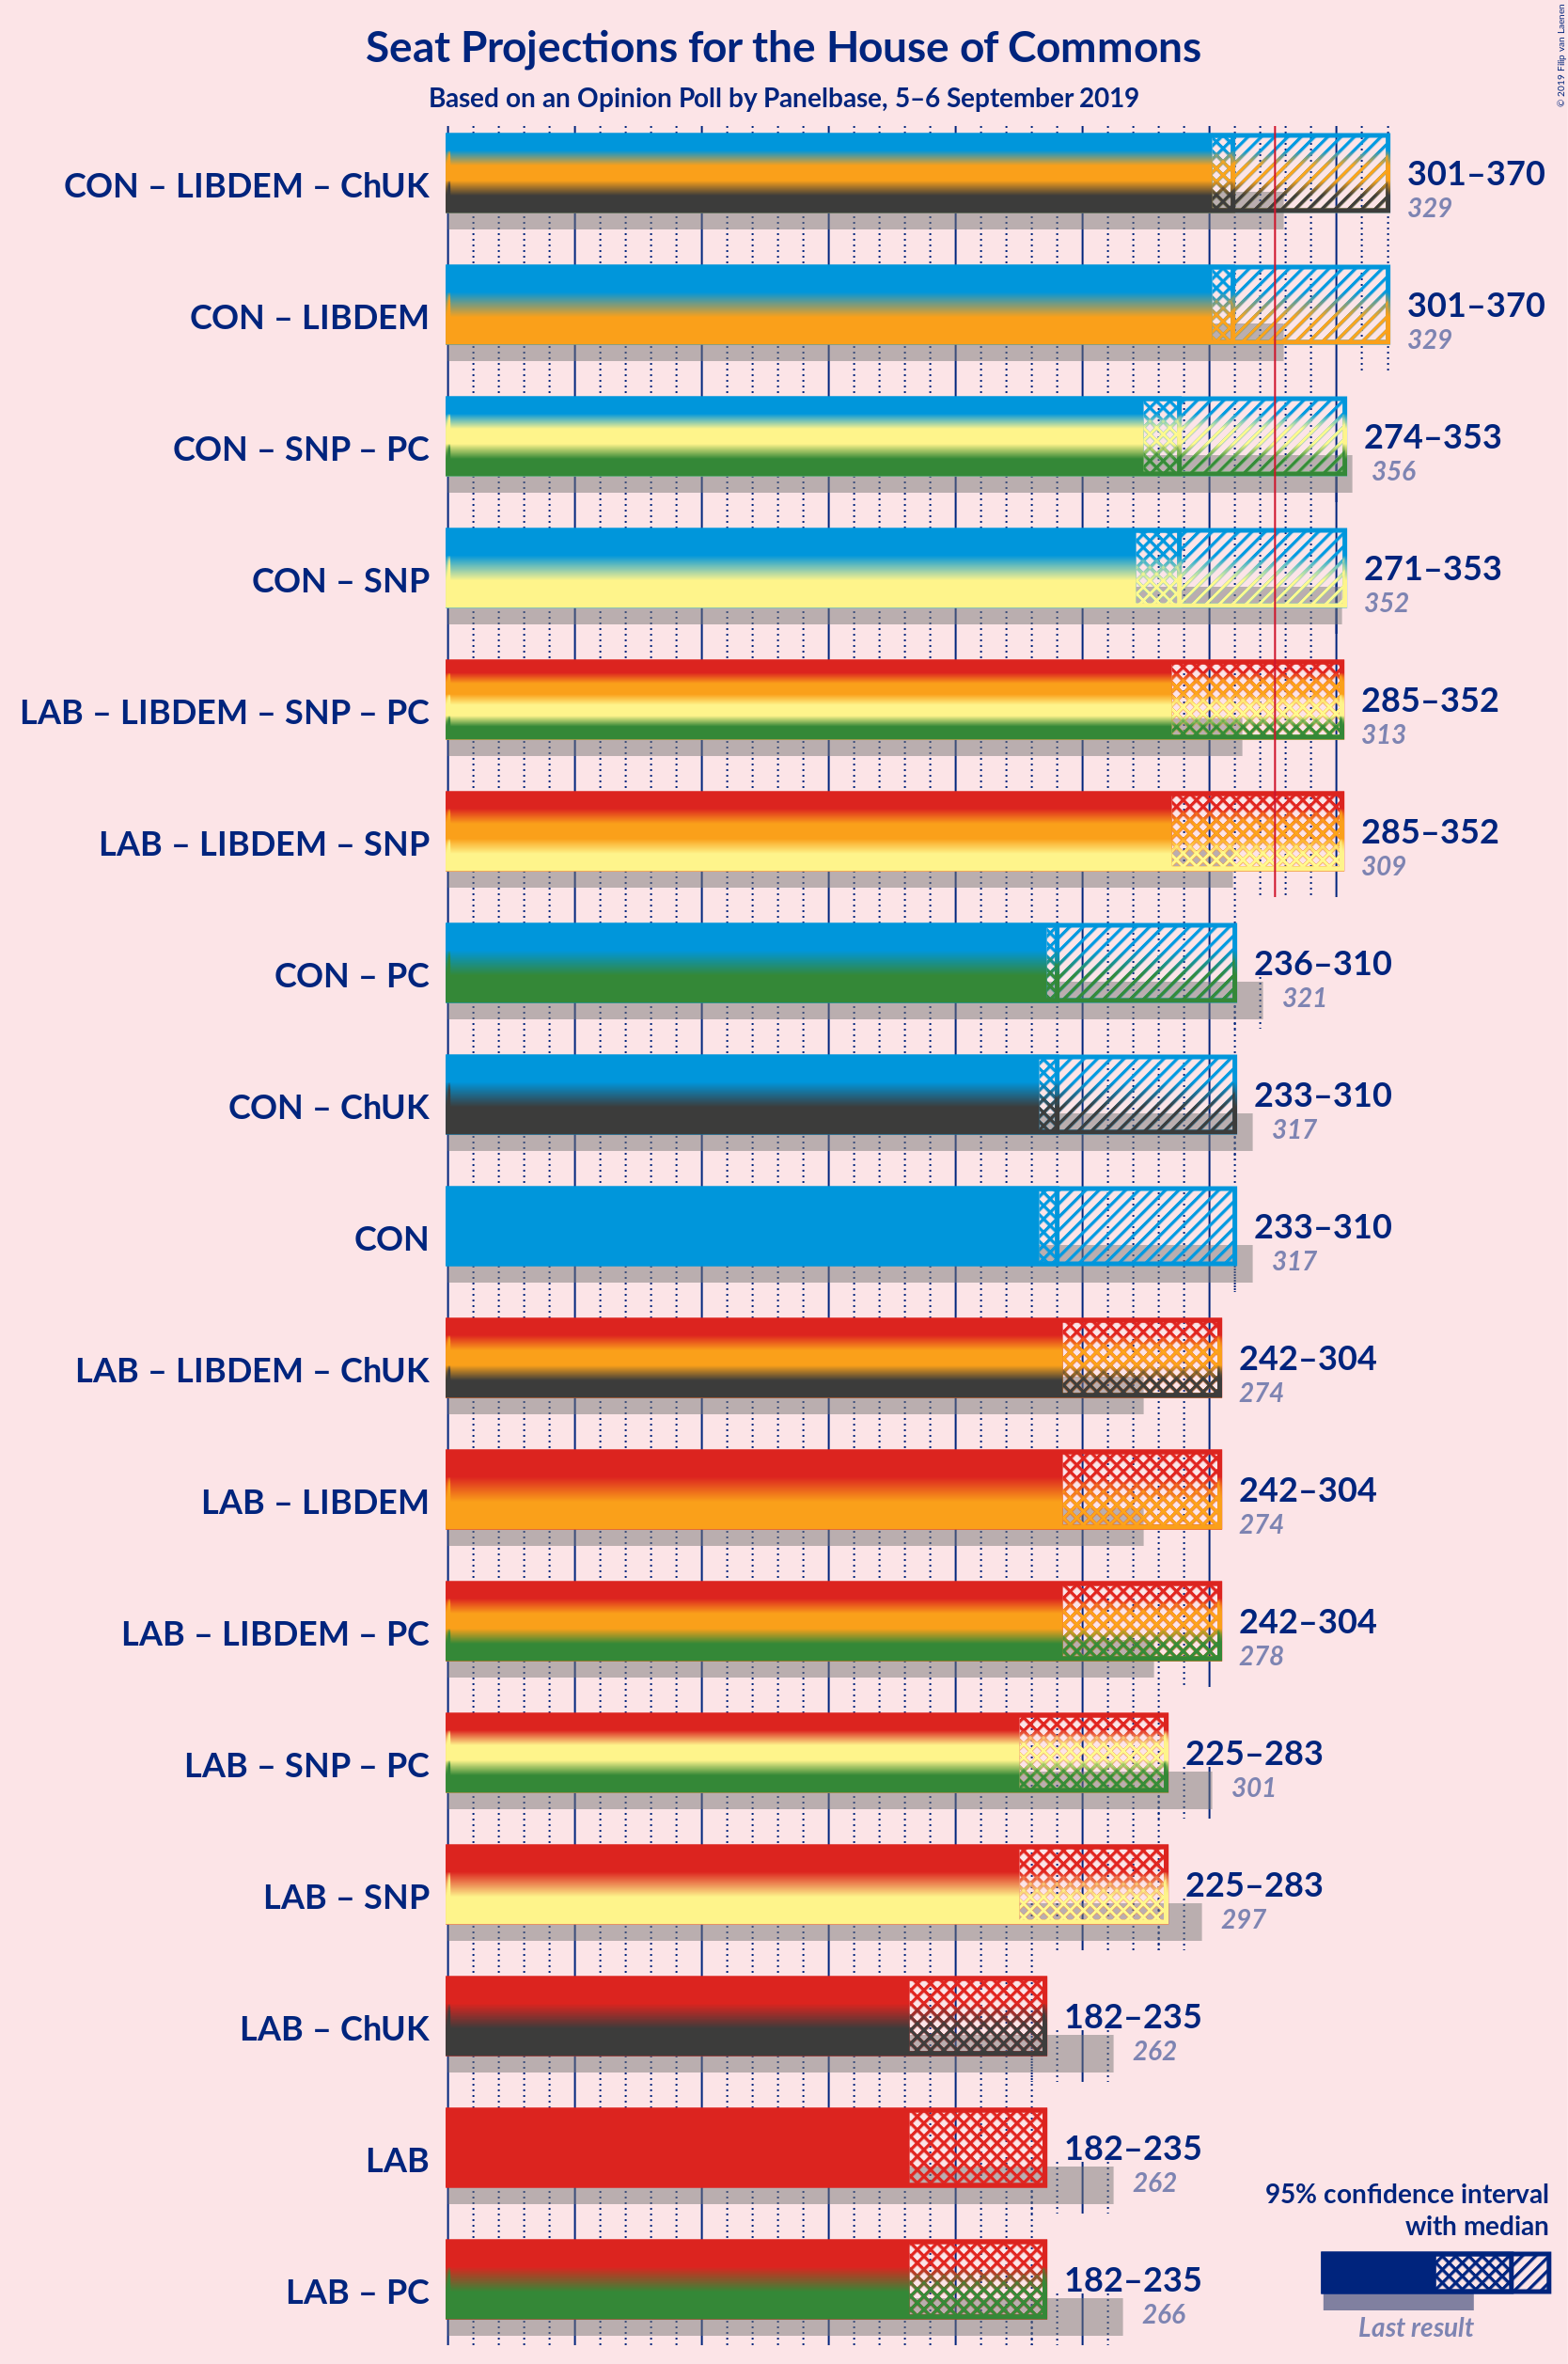 Seat Projections for the House of Commons
Based on an Opinion Poll by Panelbase, 5–6 September 2019
© 2019 Filip van Laenen
CON – LIBDEM – ChUK
301–370
329
CON – LIBDEM
301–370
329
CON – SNP – PC
274–353
356
CON – SNP
271–353
352
LAB – LIBDEM – SNP – PC
285–352
313
LAB – LIBDEM – SNP
285–352
309
CON – PC
236–310
321
CON – ChUK
233–310
317
CON
233–310
317
LAB – LIBDEM – ChUK
242–304
274
LAB – LIBDEM
242–304
274
LAB – LIBDEM – PC
242–304
278
LAB – SNP – PC
225–283
301
LAB – SNP
225–283
297
LAB – ChUK
182–235
262
LAB
182–235
262
LAB – PC
182–235
266
95% confidence interval
with median
Last result